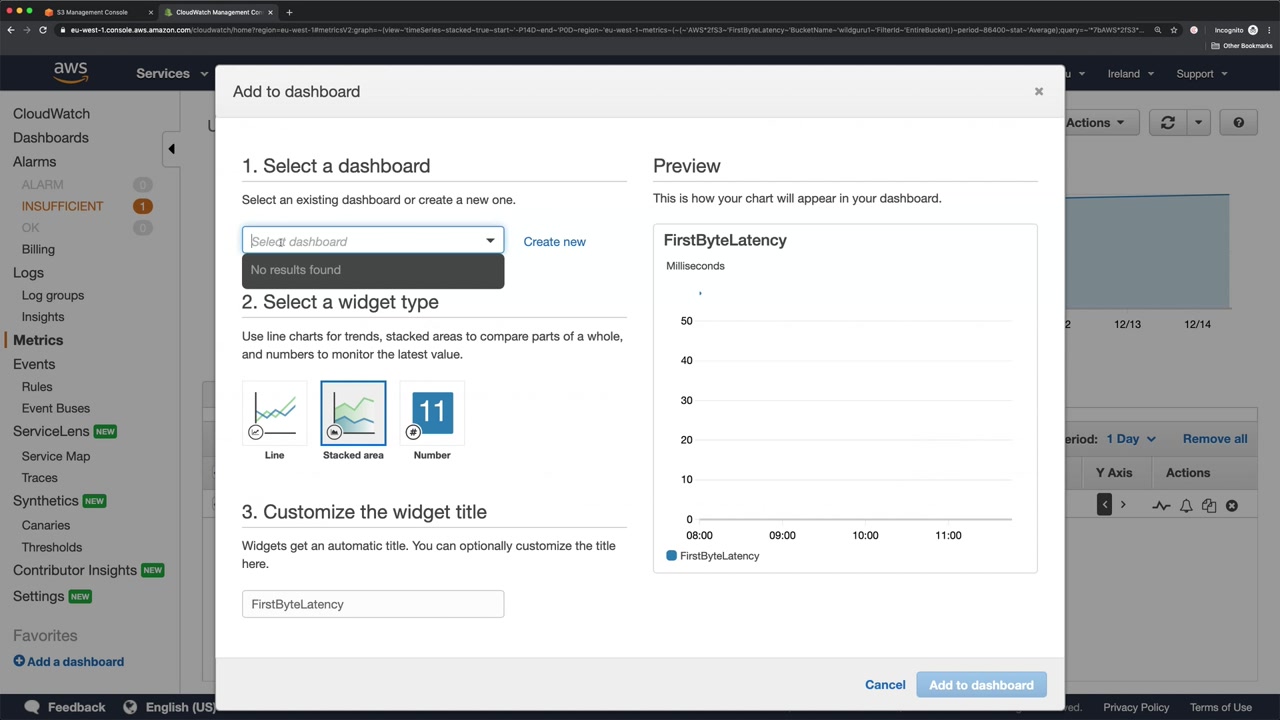 S3 Management Console
CloudWatch Management Con
eu-west-1.console.aws.amazon.com/cloudwatch/home?region=eu-west-1#metricsV2:graph=~(view~'timeSeries~stacked~true~start~'-P14D~end~'P0D~region~'eu-west-1~metrics~(~(~'AWS*2fS3~'FirstByteLatency~'BucketName~'wildguru1~'FilterId~'EntireBucket))~period~86400~stat~'Average);query=~'*7bAWS*2fS3*...
Incognito
Other Bookmarks
aws
Services
Ireland
Support
CloudWatch
Dashboards
Alarms
ALARM 0
INSUFFICIENT 1
OK 0
Billing
Logs
Log groups
Insights
Metrics
Events
Rules
Event Buses
ServiceLens NEW
Service Map
Traces
Synthetics NEW
Canaries
Thresholds
Contributor Insights NEW
Settings NEW
Favorites
Add a dashboard
Add to dashboard
1. Select a dashboard
Select an existing dashboard or create a new one.
Select dashboard
Create new
No results found
2. Select a widget type
Use line charts for trends, stacked areas to compare parts of a whole,
and numbers to monitor the latest value.
11
#
Line
Stacked area
Number
3. Customize the widget title
Widgets get an automatic title. You can optionally customize the title
here.
FirstByteLatency
Preview
This is how your chart will appear in your dashboard.
FirstByteLatency
Milliseconds
50
40
30
20
10
0
08:00
09:00
10:00
11:00
FirstByteLatency
Cancel
Add to dashboard
Actions
?
2
12/13
12/14
eriod: 1 Day
Remove all
Y Axis
Actions
Feedback
English (US)
ved.
Privacy Policy
Terms of Use